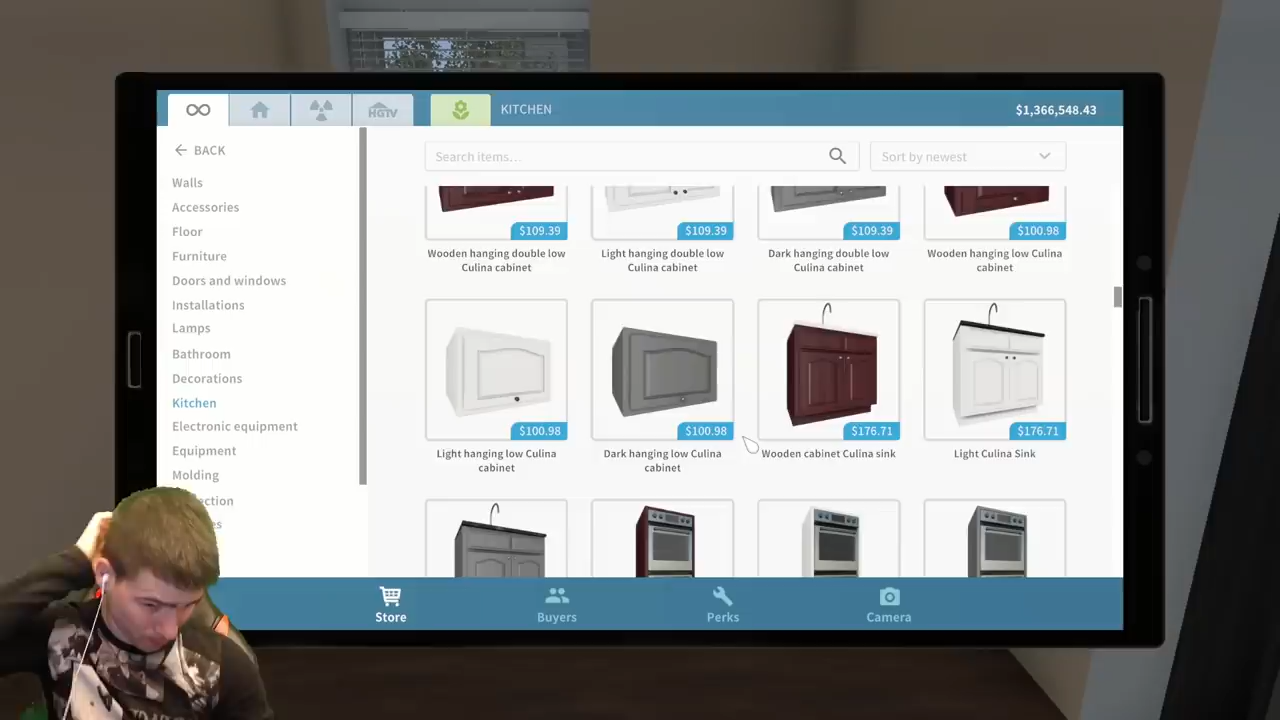 HGTV
KITCHEN
$1,366,548.43
BACK
Search items...
Sort by newest
Walls
Accessories
Floor
Furniture
Doors and windows
Installations
Lamps
Bathroom
Decorations
Kitchen
Electronic equipment
Equipment
Molding
$109.39
$109.39
$109.39
$100.98
Wooden hanging double low
Culina cabinet
Light hanging double low
Culina cabinet
Dark hanging double low
Culina cabinet
Wooden hanging low Culina
cabinet
$100.98
$100.98
$176.71
$176.71
Light hanging low Culina
cabinet
Dark hanging low Culina
cabinet
Wooden cabinet Culina sink
Light Culina Sink
Store
Buyers
Perks
Camera